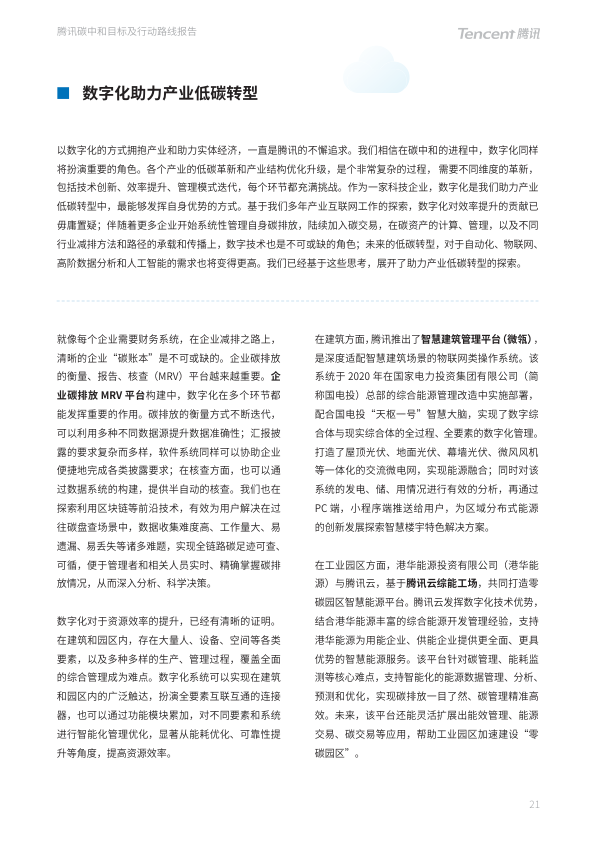 腾讯碳中和目标及行动路线报告
Tencent 腾讯
数字化助力产业低碳转型
以数字化的方式拥抱产业和助力实体经济，一直是腾讯的不懈追求。我们相信在碳中和的进程中，数字化同样
将扮演重要的角色。各个产业的低碳革新和产业结构优化升级，是个非常复杂的过程， 需要不同维度的革新，
包括技术创新、效率提升、管理模式迭代，每个环节都充满挑战。作为一家科技企业，数字化是我们助力产业
低碳转型中，最能够发挥自身优势的方式。基于我们多年产业互联网工作的探索，数字化对效率提升的贡献已
毋庸置疑；伴随着更多企业开始系统性管理自身碳排放，陆续加入碳交易，在碳资产的计算、管理，以及不同
行业减排方法和路径的承载和传播上，数字技术也是不可或缺的角色；未来的低碳转型，对于自动化、物联网、
高阶数据分析和人工智能的需求也将变得更高。我们已经基于这些思考，展开了助力产业低碳转型的探索。
就像每个企业需要财务系统，在企业减排之路上，
清晰的企业“碳账本”是不可或缺的。企业碳排放
的衡量、报告、核查（MRV）平台越来越重要。企
业碳排放 MRV 平台构建中，数字化在多个环节都
能发挥重要的作用。碳排放的衡量方式不断迭代，
可以利用多种不同数据源提升数据准确性；汇报披
露的要求复杂而多样，软件系统同样可以协助企业
便捷地完成各类披露要求；在核查方面，也可以通
过数据系统的构建，提供半自动的核查。我们也在
探索利用区块链等前沿技术，有效为用户解决在过
往碳盘查场景中，数据收集难度高、工作量大、易
遗漏、易丢失等诸多难题，实现全链路碳足迹可查、
可循，便于管理者和相关人员实时、精确掌握碳排
放情况，从而深入分析、科学决策。
数字化对于资源效率的提升，已经有清晰的证明。
在建筑和园区内，存在大量人、设备、空间等各类
要素，以及多种多样的生产、管理过程，覆盖全面
的综合管理成为难点。数字化系统可以实现在建筑
和园区内的广泛触达，扮演全要素互联互通的连接
器，也可以通过功能模块累加，对不同要素和系统
进行智能化管理优化，显著从能耗优化、可靠性提
升等角度，提高资源效率。
在建筑方面，腾讯推出了智慧建筑管理平台（微瓴），
是深度适配智慧建筑场景的物联网类操作系统。该
系统于 2020 年在国家电力投资集团有限公司（简
称国电投）总部的综合能源管理改造中实施部署，
配合国电投“天枢一号”智慧大脑，实现了数字综
合体与现实综合体的全过程、全要素的数字化管理。
打造了屋顶光伏、地面光伏、幕墙光伏、微风风机
等一体化的交流微电网，实现能源融合；同时对该
系统的发电、储、用情况进行有效的分析，再通过
PC 端，小程序端推送给用户，为区域分布式能源
的创新发展探索智慧楼宇特色解决方案。
在工业园区方面，港华能源投资有限公司（港华能
源）与腾讯云，基于腾讯云综能工场，共同打造零
碳园区智慧能源平台。腾讯云发挥数字化技术优势，
结合港华能源丰富的综合能源开发管理经验，支持
港华能源为用能企业、供能企业提供更全面、更具
优势的智慧能源服务。该平台针对碳管理、能耗监
测等核心难点，支持智能化的能源数据管理、分析、
预测和优化，实现碳排放一目了然、碳管理精准高
效。未来，该平台还能灵活扩展出能效管理、能源
交易、碳交易等应用，帮助工业园区加速建设“零
碳园区”。
21